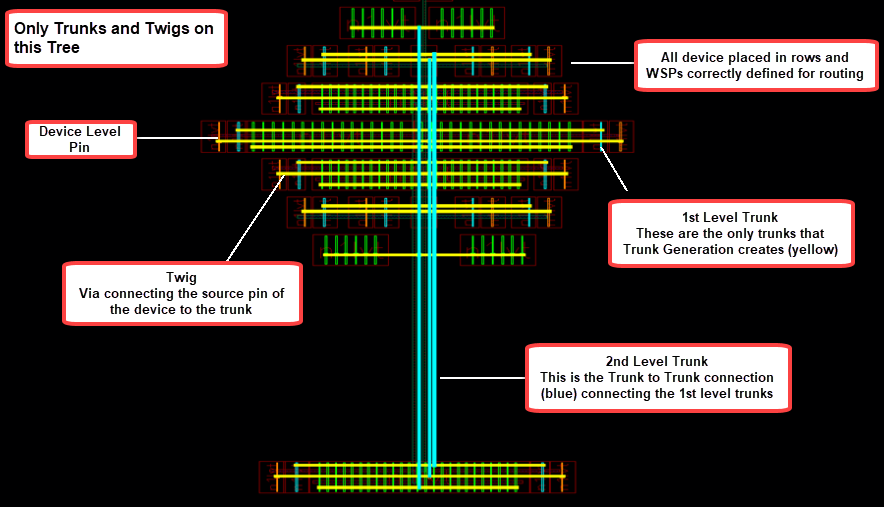 Only Trunks and Twigs on
this Tree
All device placed in rows and
WSPs correctly defined for routing
Device Level
Pin
1st Level Trunk
These are the only trunks that
Trunk Generation creates (yellow)
Twig
Via connecting the source pin of
the device to the trunk
2nd Level Trunk
This is the Trunk to Trunk connection
(blue) connecting the 1st level trunks